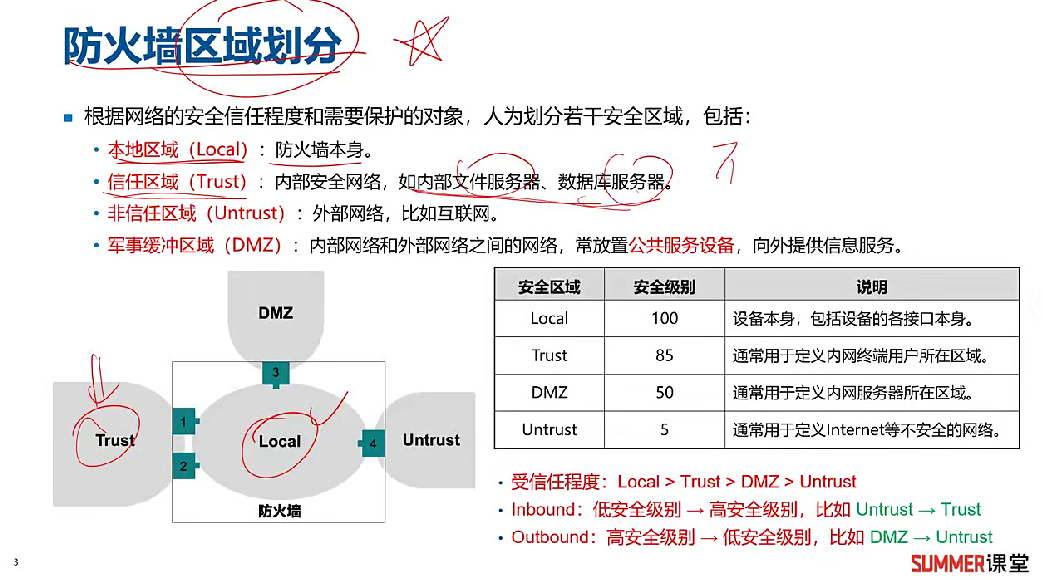 防火墙区域划分
根据网络的安全信任程度和需要保护的对象，人为划分若干安全区域，包括：
本地区域（Local）：防火墙本身。
信任区域（Trust）：内部安全网络，如内部文件服务器、数据库服务器。
非信任区域（Untrust）：外部网络，比如互联网。
军事缓冲区域（DMZ）：内部网络和外部网络之间的网络，常放置公共服务设备，向外提供信息服务。
DMZ
3
1
Trust
Local
4
Untrust
2
防火墙
安全区域 安全级别 说明
Local 100 设备本身，包括设备的各接口本身。
Trust 85 通常用于定义内网终端用户所在区域。
DMZ 50 通常用于定义内网服务器所在区域。
Untrust 5 通常用于定义Internet等不安全的网络。
受信任程度：Local > Trust > DMZ > Untrust
Inbound：低安全级别 → 高安全级别，比如 Untrust → Trust
Outbound：高安全级别 → 低安全级别，比如 DMZ → Untrust
3
SUMMER课堂